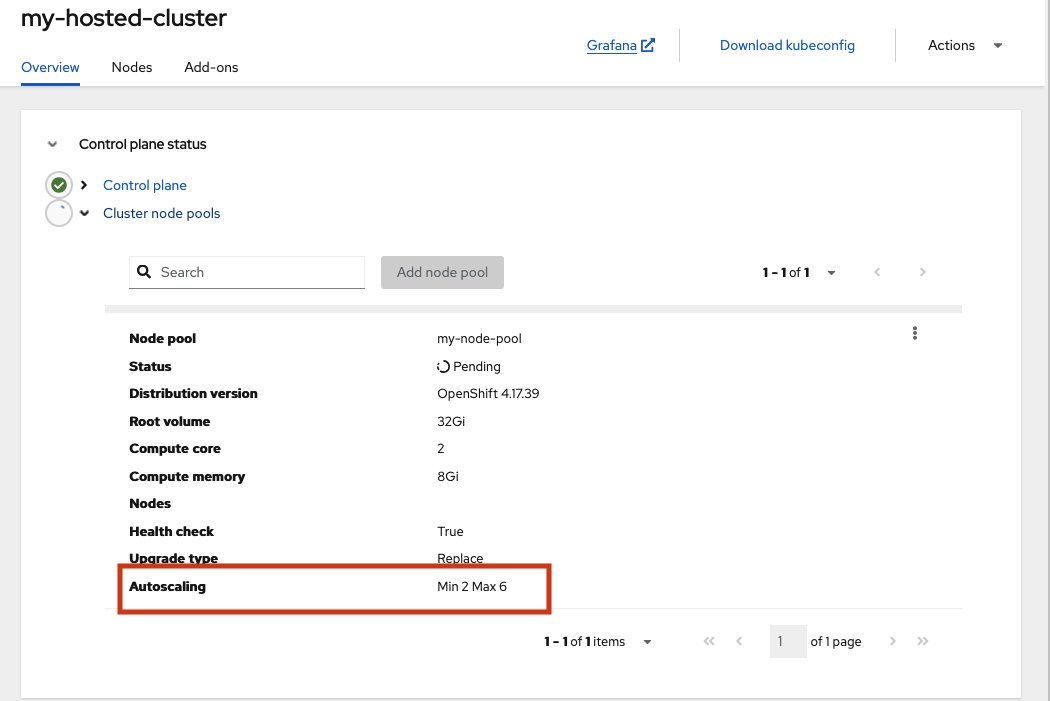 my-hosted-cluster
Grafana Download kubeconfig Actions
Overview Nodes Add-ons
Control plane status
Control plane
Cluster node pools
Search Add node pool 1 - 1 of 1
Node pool my-node-pool
Status Pending
Distribution version OpenShift 4.17.39
Root volume 32Gi
Compute core 2
Compute memory 8Gi
Nodes
Health check True
Upgrade type Replace
Autoscaling Min 2 Max 6
1 - 1 of 1 items 1 of 1 page